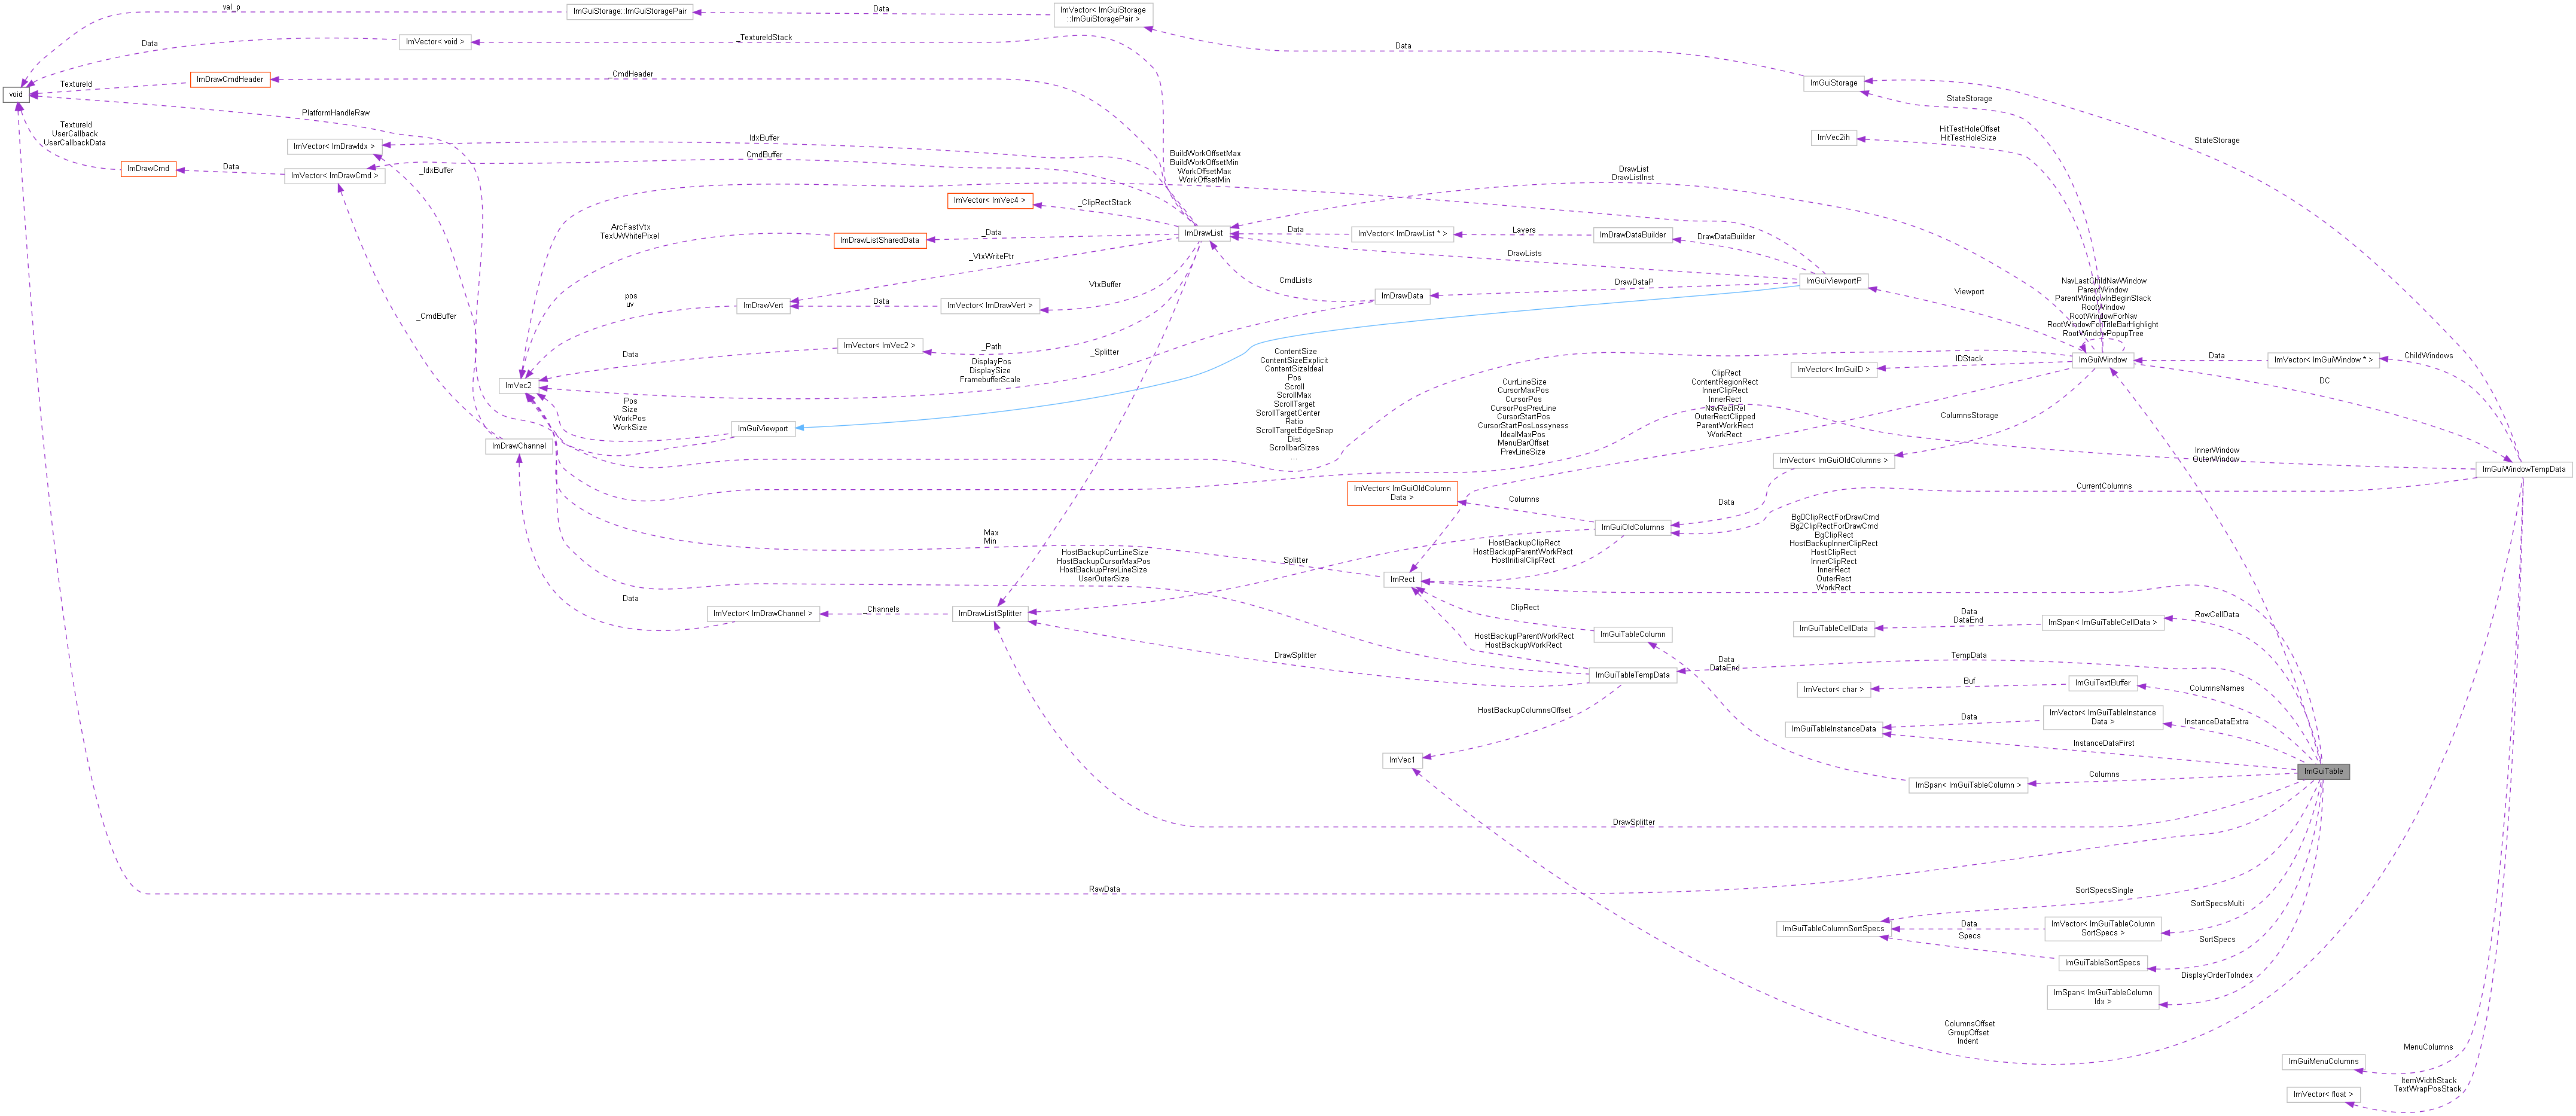 val_p
ImGuiStorage::ImGuiStoragePair
Data
ImVector< ImGuiStorage
::ImGuiStoragePair >
Data
ImVector< void >
_TextureIdStack
Data
TextureId
ImDrawCmdHeader
_CmdHeader
ImGuiStorage
void
StateStorage
PlatformHandleRaw
TextureId
UserCallback
UserCallbackData
ImVector< ImDrawIdx >
IdxBuffer
ImVec2ih
HitTestHoleOffset
HitTestHoleSize
StateStorage
ImDrawCmd
Data
ImVector< ImDrawCmd >
CmdBuffer
_IdxBuffer
BuildWorkOffsetMax
BuildWorkOffsetMin
WorkOffsetMax
WorkOffsetMin
DrawList
DrawListInst
ImVector< ImVec4 >
_ClipRectStack
ArcFastVtx
TexUvWhitePixel
ImDrawListSharedData
_Data
ImDrawList
Data
ImVector< ImDrawList * >
Layers
ImDrawDataBuilder
DrawDataBuilder
_VtxWritePtr
DrawLists
CmdLists
DrawDataP
ImGuiViewportP
VtxBuffer
ImDrawData
Viewport
NavLastChildNavWindow
ParentWindow
ParentWindowInBeginStack
RootWindow
RootWindowForNav
RootWindowForTitleBarHighlight
RootWindowPopupTree
pos
uv
ImDrawVert
Data
ImVector< ImDrawVert >
_CmdBuffer
ImVector< ImVec2 >
_Path
_Splitter
Data
DisplayPos
DisplaySize
FramebufferScale
ImVec2
ContentSize
ContentSizeExplicit
ContentSizeIdeal
Pos
Scroll
ScrollMax
ScrollTarget
ScrollTargetCenter
Ratio
ScrollTargetEdgeSnap
Dist
ScrollbarSizes
...
IDStack
ImVector< ImGuiID >
ImGuiWindow
Data
ImVector< ImGuiWindow * >
ChildWindows
DC
CurrLineSize
CursorMaxPos
CursorPos
CursorPosPrevLine
CursorStartPos
CursorStartPosLossyness
IdealMaxPos
MenuBarOffset
PrevLineSize
ClipRect
ContentRegionRect
InnerClipRect
InnerRect
NavRectRel
OuterRectClipped
ParentWorkRect
WorkRect
Pos
Size
WorkPos
WorkSize
ImGuiViewport
ColumnsStorage
ImDrawChannel
ImVector< ImGuiOldColumns >
InnerWindow
OuterWindow
ImGuiWindowTempData
ImVector< ImGuiOldColumn
Data >
Columns
Data
CurrentColumns
ImGuiOldColumns
Max
Min
HostBackupClipRect
HostBackupParentWorkRect
HostInitialClipRect
Bg0ClipRectForDrawCmd
Bg2ClipRectForDrawCmd
BgClipRect
HostBackupInnerClipRect
HostClipRect
InnerClipRect
InnerRect
OuterRect
WorkRect
HostBackupCurrLineSize
HostBackupCursorMaxPos
HostBackupPrevLineSize
UserOuterSize
Splitter
ImRect
Data
ImVector< ImDrawChannel >
_Channels
ImDrawListSplitter
ClipRect
ImGuiTableColumn
ImGuiTableCellData
Data
DataEnd
ImSpan< ImGuiTableCellData >
RowCellData
HostBackupParentWorkRect
HostBackupWorkRect
DrawSplitter
ImGuiTableTempData
Data
DataEnd
TempData
ImVector< char >
Buf
ImGuiTextBuffer
ColumnsNames
HostBackupColumnsOffset
ImGuiTableInstanceData
Data
ImVector< ImGuiTableInstance
Data >
InstanceDataExtra
InstanceDataFirst
ImVec1
ImSpan< ImGuiTableColumn >
Columns
ImGuiTable
DrawSplitter
RawData
SortSpecsSingle
SortSpecsMulti
ImGuiTableColumnSortSpecs
Data
Specs
ImVector< ImGuiTableColumn
SortSpecs >
SortSpecs
ImGuiTableSortSpecs
DisplayOrderToIndex
ImSpan< ImGuiTableColumn
Idx >
ColumnsOffset
GroupOffset
Indent
MenuColumns
ImGuiMenuColumns
ItemWidthStack
TextWrapPosStack
ImVector< float >